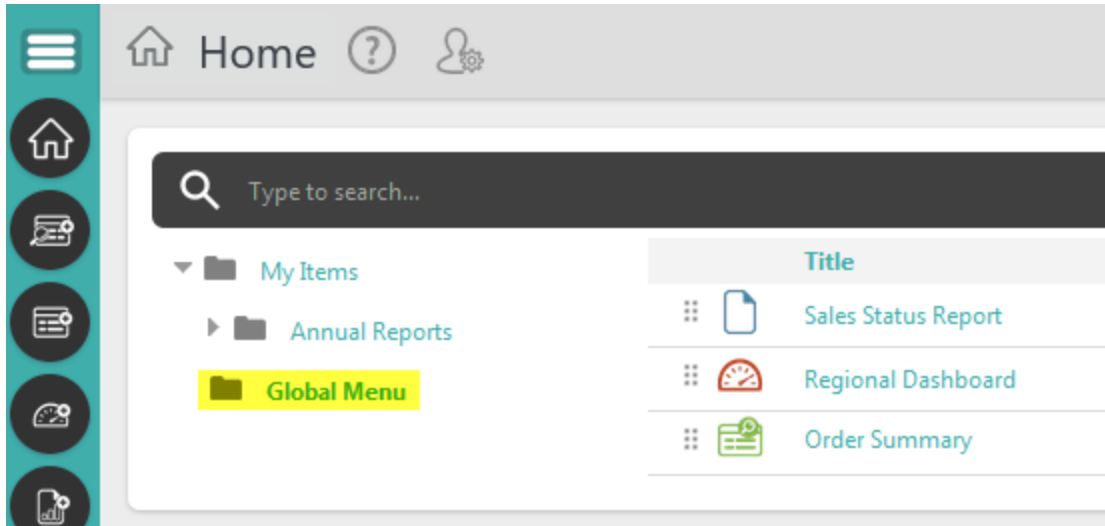 Home
Type to search...
My Items
Annual Reports
Global Menu
Title
Sales Status Report
Regional Dashboard
Order Summary